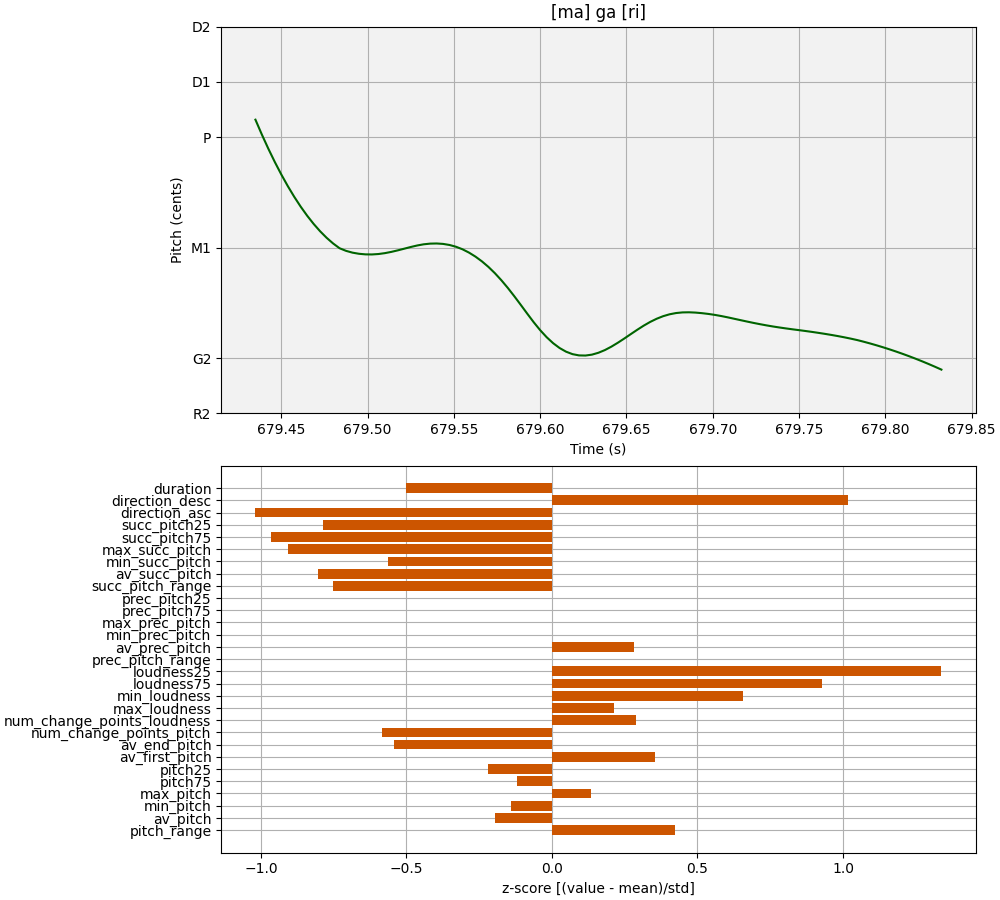 [ma] ga [ri]
D2
D1
P
M1
G2
R2
Pitch (cents)
679.45 679.50 679.55 679.60 679.65 679.70 679.75 679.80 679.85
Time (s)
duration
direction_desc
direction_asc
succ_pitch25
succ_pitch75
max_succ_pitch
min_succ_pitch
av_succ_pitch
succ_pitch_range
prec_pitch25
prec_pitch75
max_prec_pitch
min_prec_pitch
av_prec_pitch
prec_pitch_range
loudness25
loudness75
min_loudness
max_loudness
num_change_points_loudness
num_change_points_pitch
av_end_pitch
av_first_pitch
pitch25
pitch75
max_pitch
min_pitch
av_pitch
pitch_range
−1.0 −0.5 0.0 0.5 1.0
z-score [(value - mean)/std]